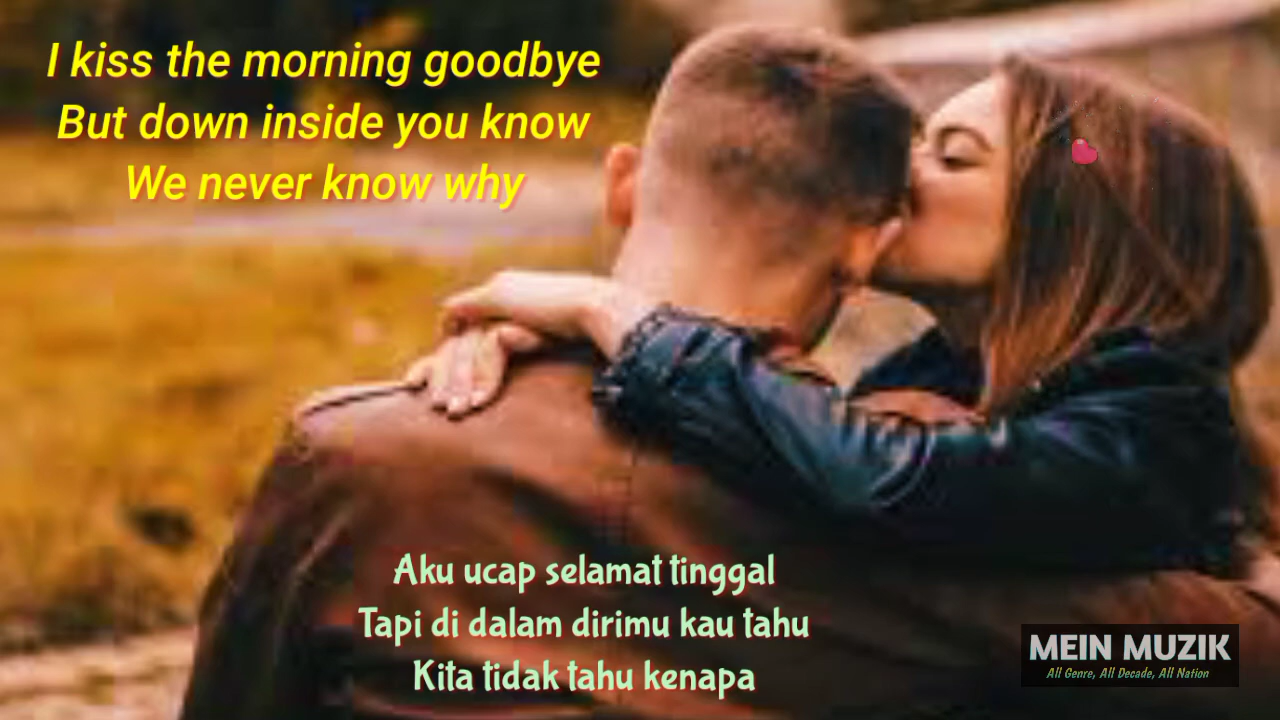 I kiss the morning goodbye
But down inside you know
We never know why
Aku ucap selamat tinggal
Tapi di dalam dirimu kau tahu
Kita tidak tahu kenapa
MEIN MUZIK
All Genre, All Decade, All Nation